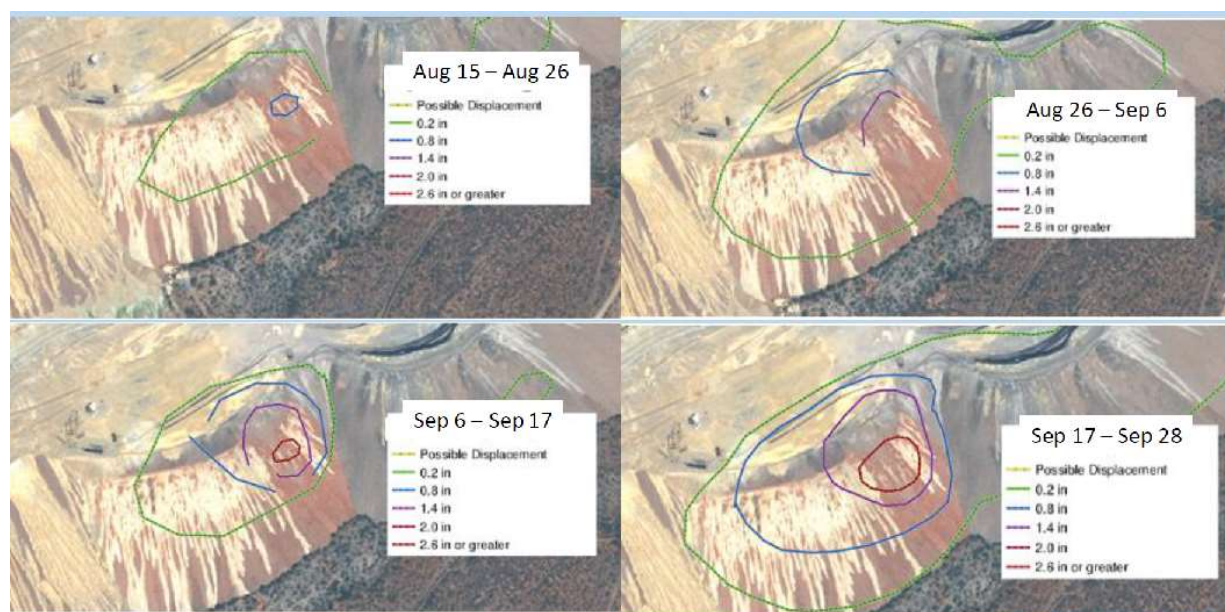 Aug 15 – Aug 26
Possible Displacement
0.2 in
0.8 in
1.4 in
2.0 in
2.6 in or greater
Aug 26 – Sep 6
Possible Displacement
0.2 in
0.8 in
1.4 in
2.0 in
2.6 in or greater
Sep 6 – Sep 17
Possible Displacement
0.2 in
0.8 in
1.4 in
2.0 in
2.6 in or greater
Sep 17 – Sep 28
Possible Displacement
0.2 in
0.8 in
1.4 in
2.0 in
2.6 in or greater